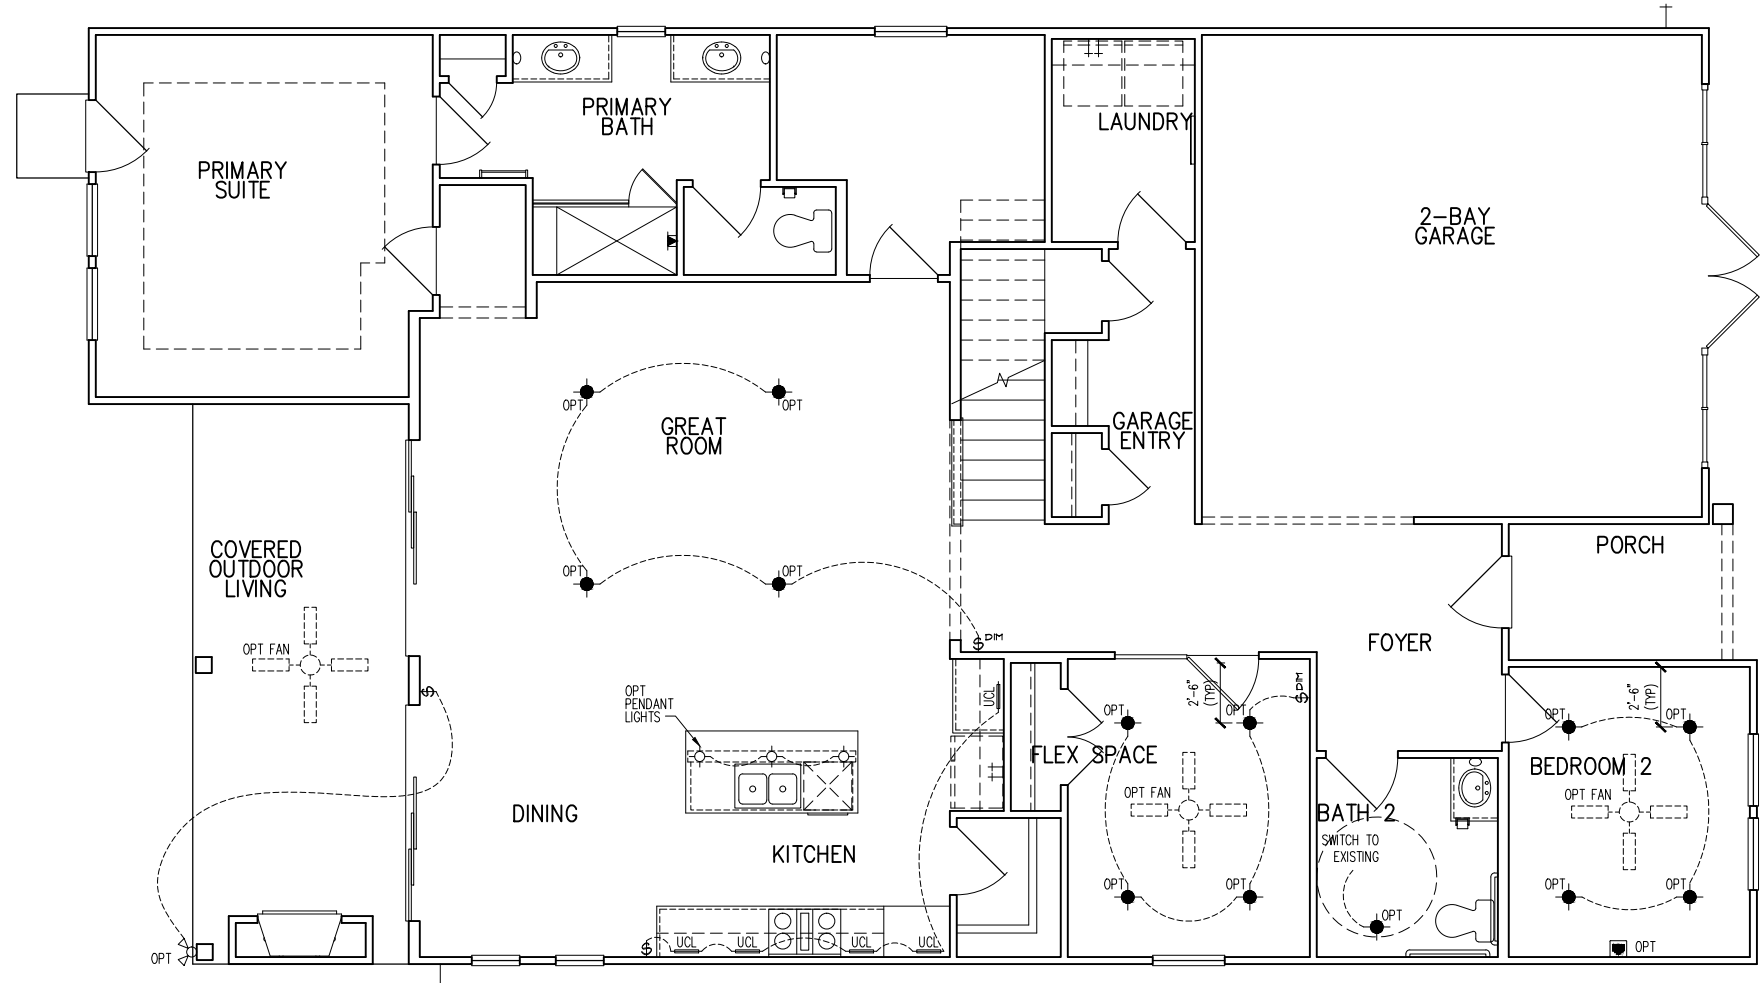 PRIMARY
BATH
LAUNDRY
PRIMARY
SUITE
2-BAY
GARAGE
OPT
OPT
GREAT
ROOM
GARAGE
ENTRY
COVERED
OUTDOOR
LIVING
OPT
OPT
PORCH
OPT FAN
$ DIM
FOYER
$
OPT
PENDANT
LIGHTS
UCL
2'-6"
(TYP)
$ DIM
2'-6"
(TYP)
OPT
OPT
OPT
OPT
FLEX SPACE
BEDROOM 2
OPT FAN
OPT FAN
DINING
BATH 2
SWITCH TO
EXISTING
KITCHEN
OPT
OPT
OPT
OPT
OPT
$
UCL
UCL
UCL
UCL
OPT
OPT